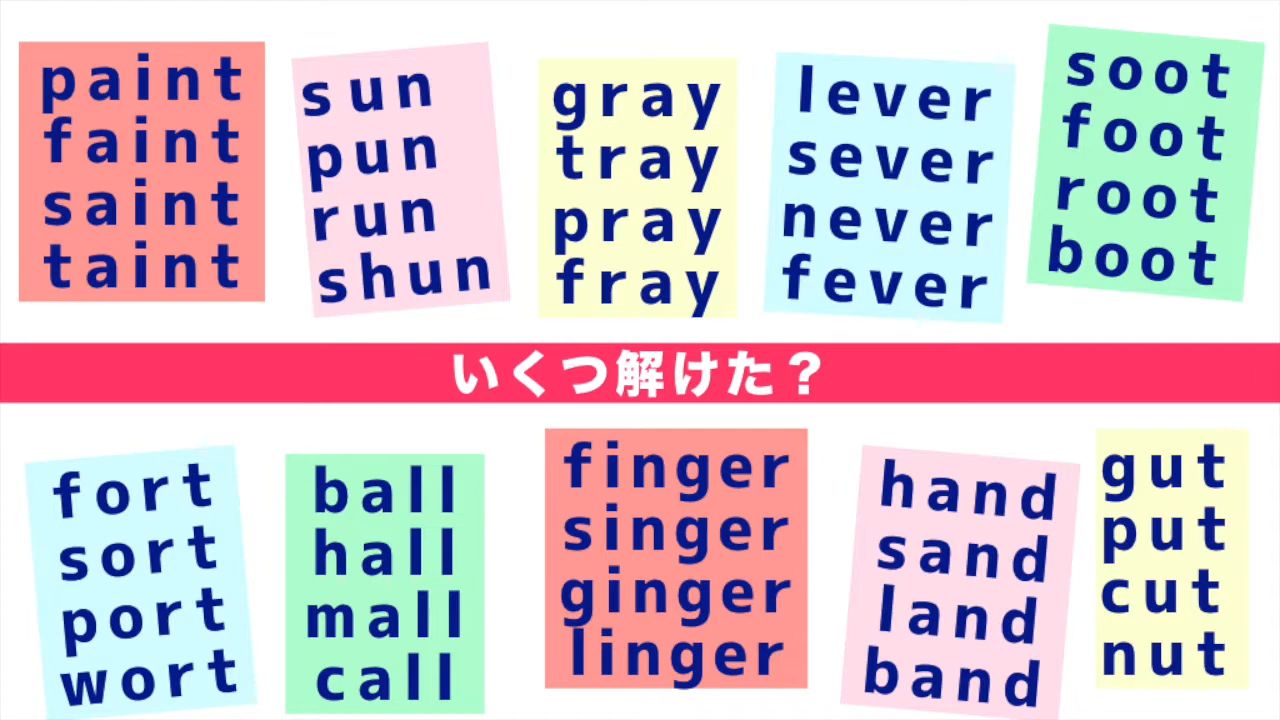 paint
faint
saint
taint
sun
pun
run
shun
gray
tray
pray
fray
lever
sever
never
fever
soot
foot
root
boot
いくつ解けた？
fort
sort
port
wort
ball
hall
mall
call
finger
singer
ginger
linger
hand
sand
land
band
gut
put
cut
nut